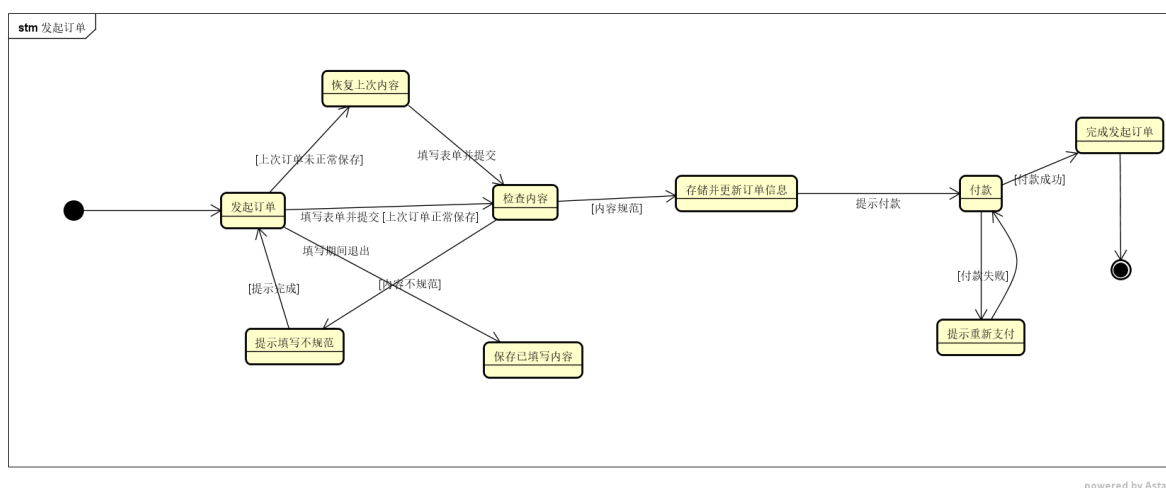 stm 发起订单
恢复上次内容
完成发起订单
[上次订单未正常保存]
填写表单并提交
[付款成功]
发起订单
检查内容
存储并更新订单信息
付款
填写表单并提交 [上次订单正常保存]
[内容规范]
提示付款
填写期间退出
[付款失败]
[提示完成]
[内容不规范]
提示填写不规范
保存已填写内容
提示重新支付
powered by Asta